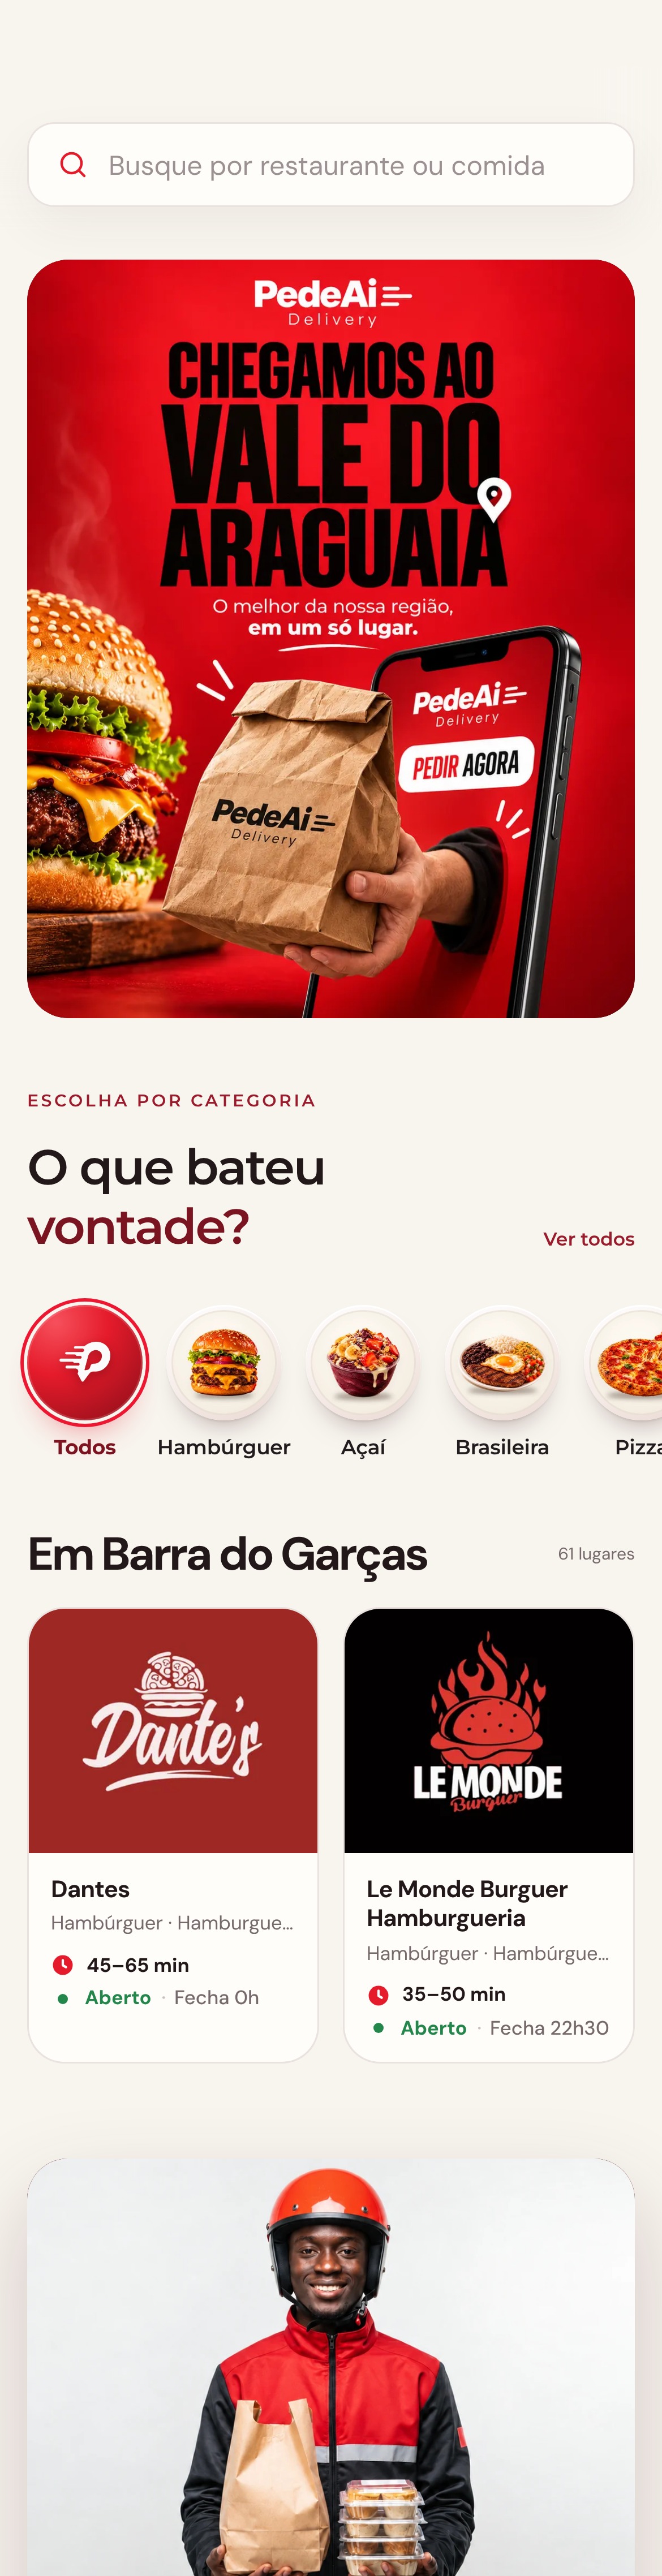 Busque por restaurante ou comida
PedeAi
Delivery
CHEGAMOS AO
VALE DO
ARAGUAIA
O melhor da nossa região,
em um só lugar.
PedeAi
Delivery
PEDIR AGORA
PedeAi
Delivery
ESCOLHA POR CATEGORIA
O que bateu
vontade?
Ver todos
Todos
Hambúrguer
Açaí
Brasileira
Pizza
Em Barra do Garças
61 lugares
Dante's
LE MONDE
Burguer
Dantes
Hambúrguer · Hamburgue...
45–65 min
Aberto · Fecha 0h
Le Monde Burguer
Hamburgueria
Hambúrguer · Hambúrgue...
35–50 min
Aberto · Fecha 22h30